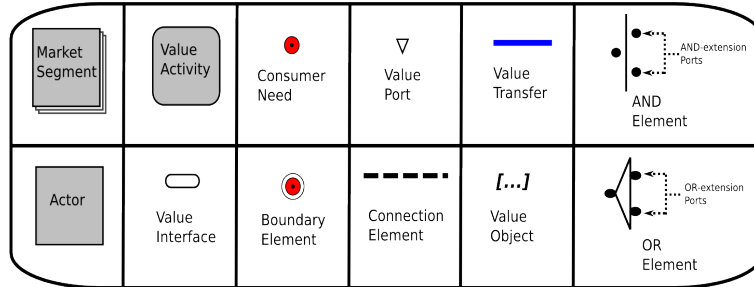 Market
Segment
Value
Activity
Consumer
Need
Value
Port
Value
Transfer
AND-extension
Ports
AND
Element
Actor
Value
Interface
Boundary
Element
Connection
Element
[...]
Value
Object
OR-extension
Ports
OR
Element